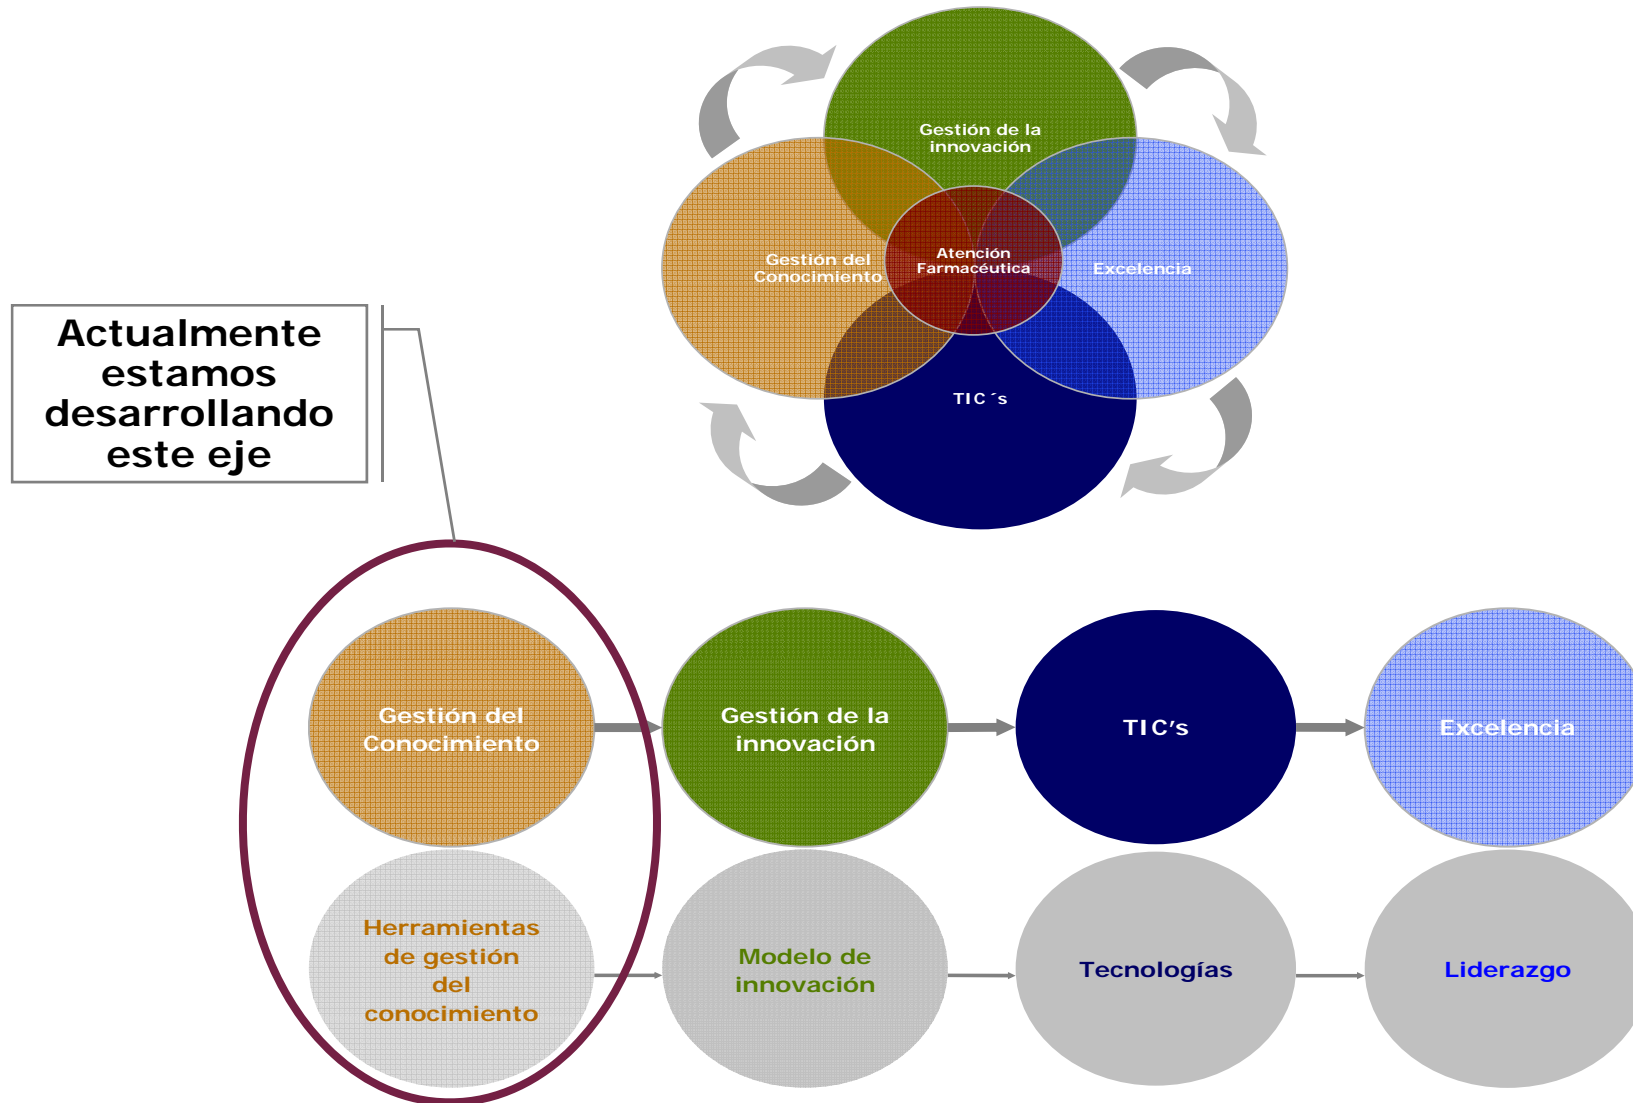 Gestión de la
innovación
Gestión del
Conocimiento
Atención
Farmacéutica
Excelencia
TIC´s
Actualmente
estamos
desarrollando
este eje
Gestión del
Conocimiento
Gestión de la
innovación
TIC's
Excelencia
Herramientas
de gestión
del
conocimiento
Modelo de
innovación
Tecnologías
Liderazgo